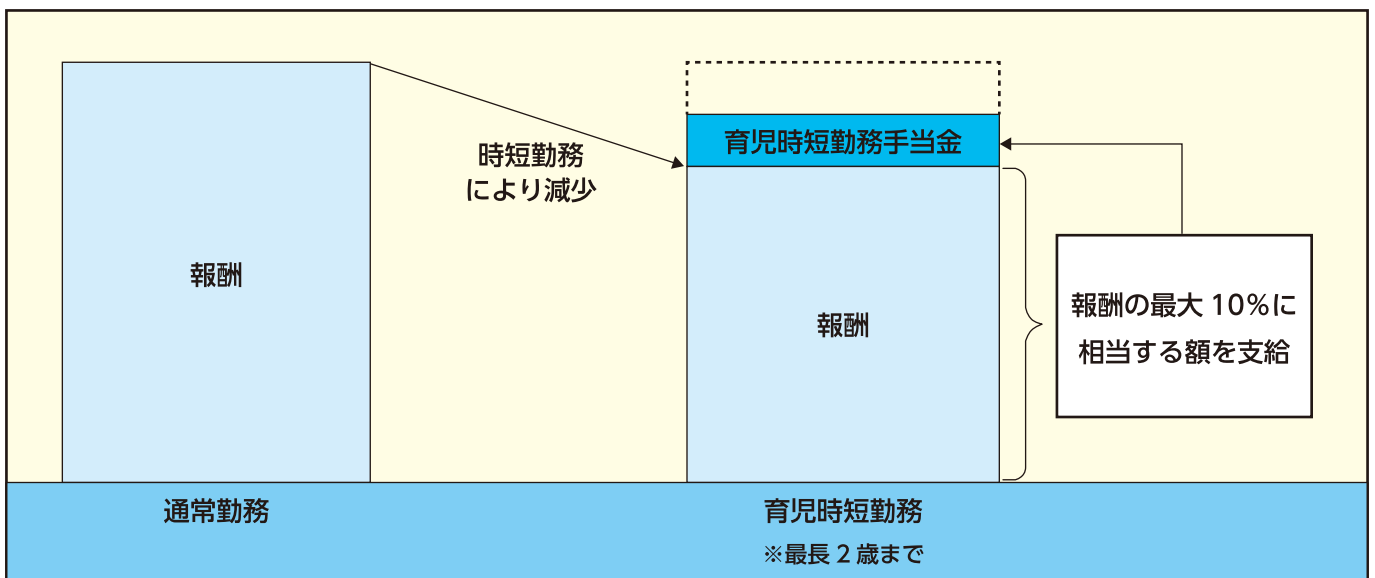 育児時短勤務手当金
時短勤務
により減少
報酬
報酬
報酬の最大 10%に
相当する額を支給
通常勤務
育児時短勤務
※最長 2 歳まで